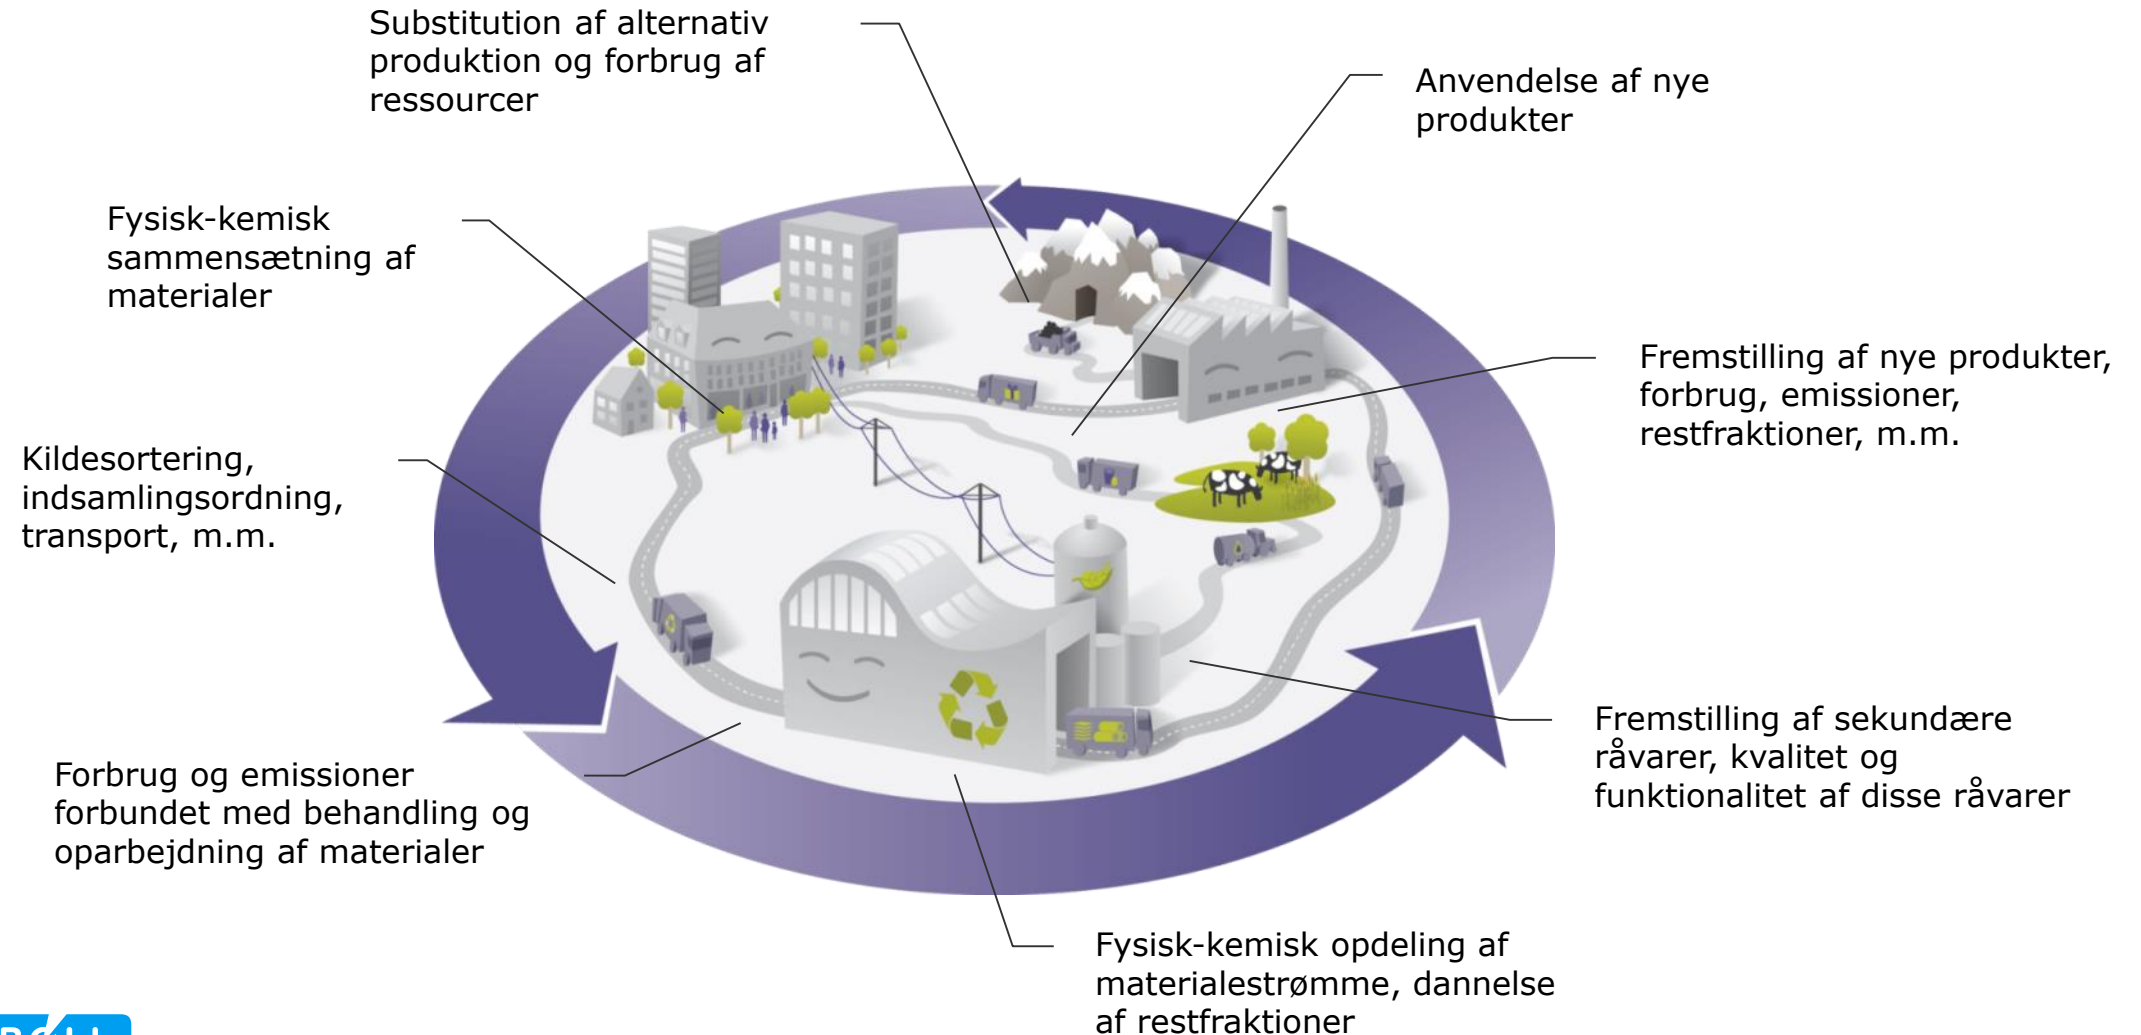 Substitution af alternativ
produktion og forbrug af
ressourcer
Anvendelse af nye
produkter
Fysisk-kemisk
sammensætning af
materialer
Fremstilling af nye produkter,
forbrug, emissioner,
restfraktioner, m.m.
Kildesortering,
indsamlingsordning,
transport, m.m.
Fremstilling af sekundære
råvarer, kvalitet og
funktionalitet af disse råvarer
Forbrug og emissioner
forbundet med behandling og
oparbejdning af materialer
Fysisk-kemisk opdeling af
materialestrømme, dannelse
af restfraktioner